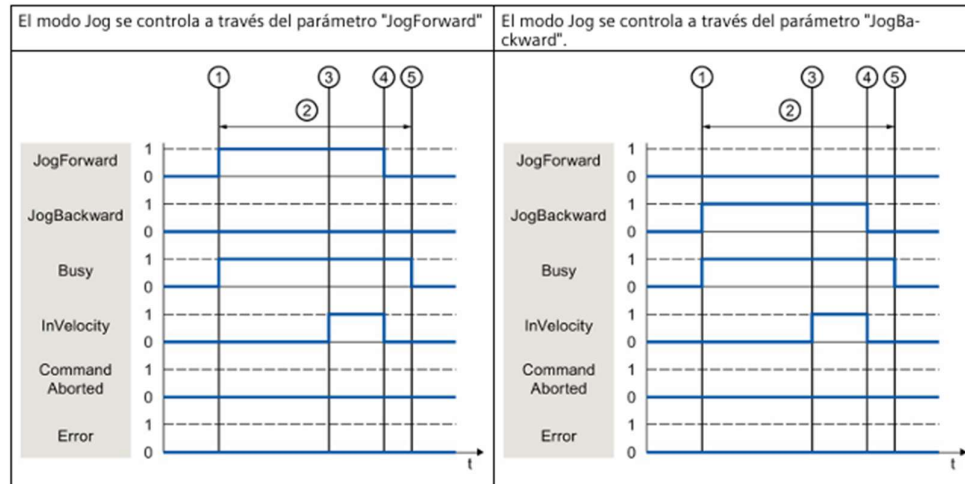 El modo Jog se controla a través del parámetro "JogForward"
El modo Jog se controla a través del parámetro "JogBa-
ckward".
① ③ ④ ⑤
②
JogForward
1
0
JogBackward
1
0
Busy
1
0
InVelocity
1
0
Command
Aborted
1
0
Error
1
0
t
① ③ ④ ⑤
②
JogForward
1
0
JogBackward
1
0
Busy
1
0
InVelocity
1
0
Command
Aborted
1
0
Error
1
0
t